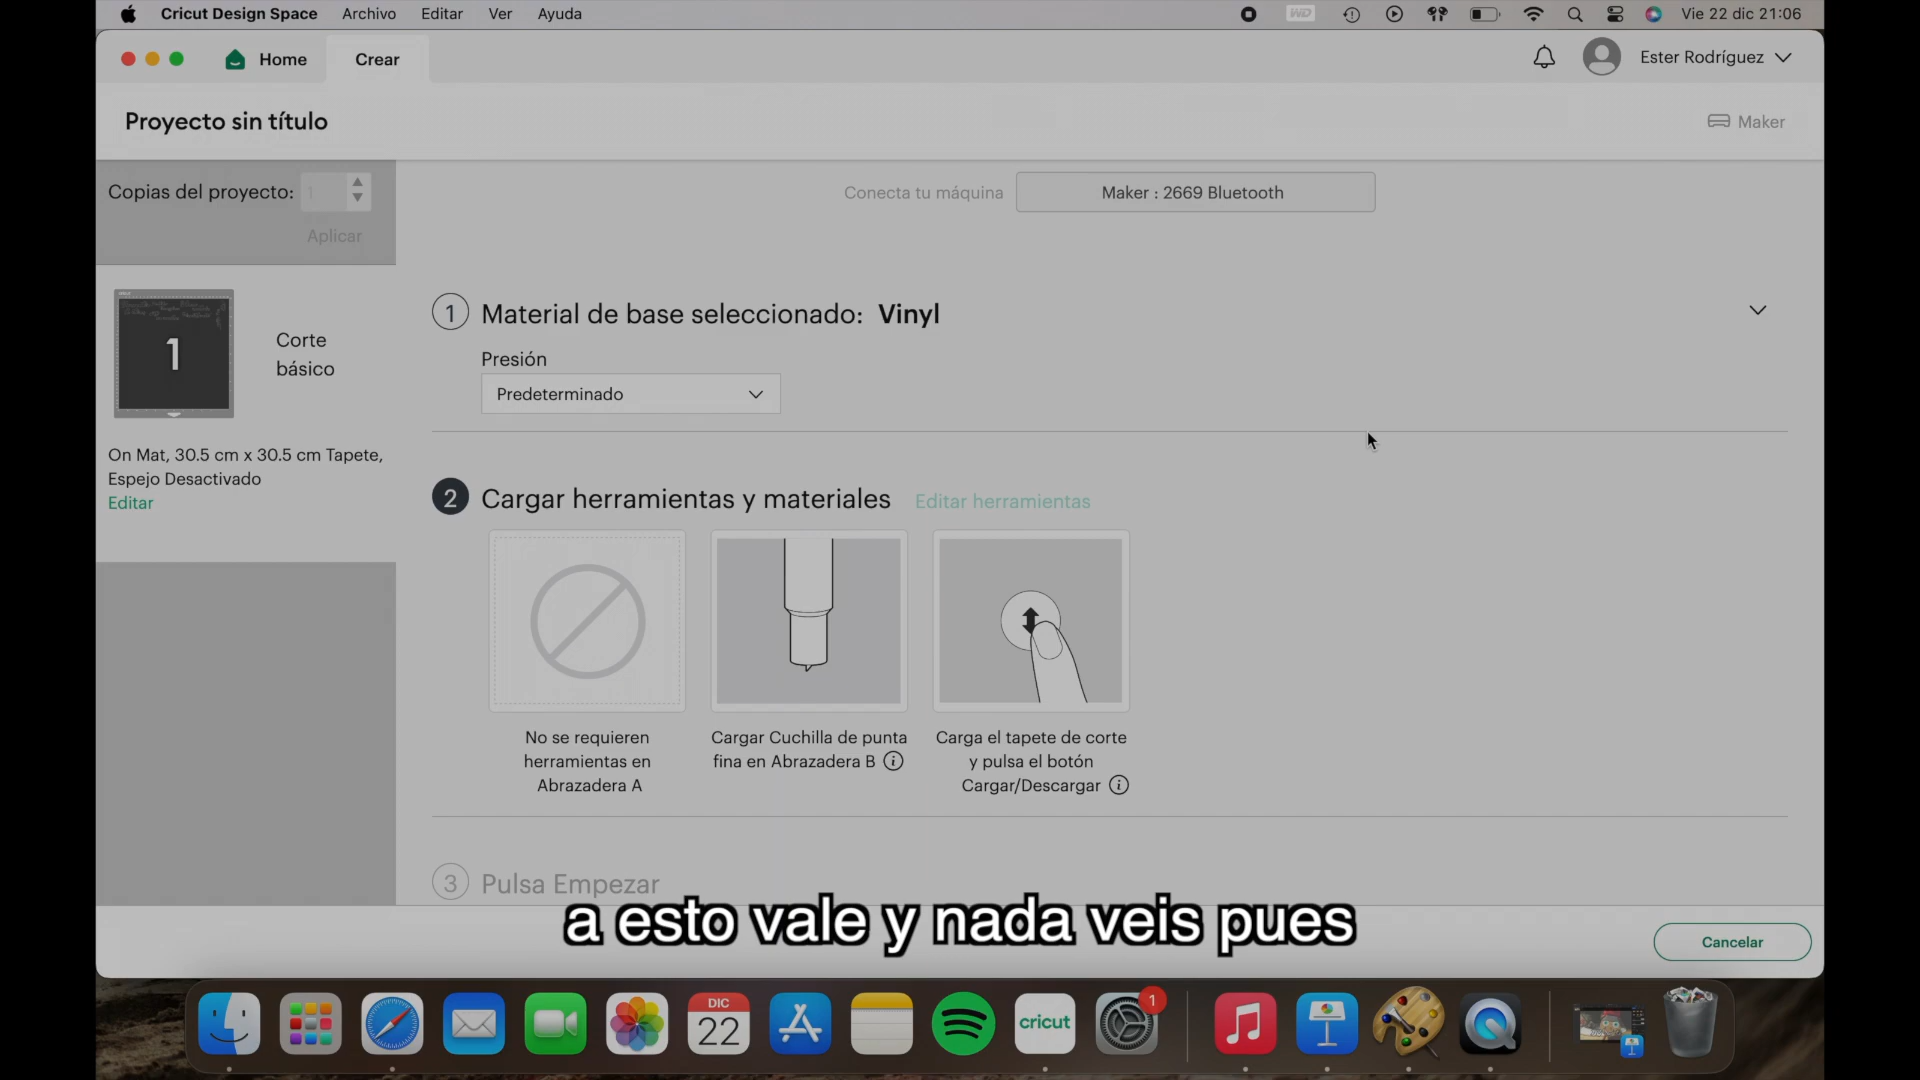 Cricut Design Space Archivo Editar Ver Ayuda WD Vie 22 dic 21:06
Home Crear Ester Rodríguez
Proyecto sin título Maker
Copias del proyecto: 1
Aplicar
Conecta tu máquina Maker : 2669 Bluetooth
1 Corte básico
On Mat, 30.5 cm x 30.5 cm Tapete,
Espejo Desactivado
Editar
1 Material de base seleccionado: Vinyl
Presión
Predeterminado
2 Cargar herramientas y materiales Editar herramientas
No se requieren
herramientas en
Abrazadera A
Cargar Cuchilla de punta
fina en Abrazadera B
Carga el tapete de corte
y pulsa el botón
Cargar/Descargar
3 Pulsa Empezar
a esto vale y nada veis pues
Cancelar
DIC
22
cricut
1